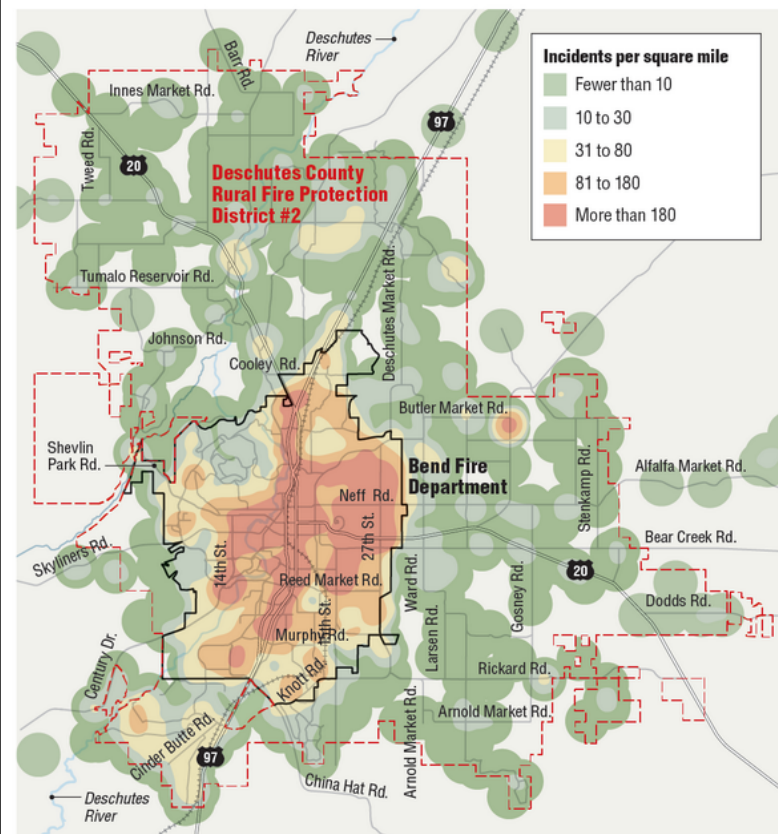 Deschutes
River
Barr Rd.
Innes Market Rd.
97
Tweed Rd.
20
Deschutes County
Rural Fire Protection
District #2
Incidents per square mile
Fewer than 10
10 to 30
31 to 80
81 to 180
More than 180
Tumalo Reservoir Rd.
Deschutes Market Rd.
Johnson Rd.
Cooley Rd.
Butler Market Rd.
Shevlin
Park Rd.
Bend Fire
Department
Neff Rd.
Alfalfa Market Rd.
Stenkamp Rd.
27th St.
14th St.
Skyliners Rd.
Bear Creek Rd.
20
Reed Market Rd.
Ward Rd.
Gosney Rd.
Dodds Rd.
Larsen Rd.
15th St.
Murphy Rd.
Century Dr.
Knott Rd.
Rickard Rd.
Arnold Market Rd.
Arnold Market Rd.
Cinder Butte Rd.
97
China Hat Rd.
Deschutes
River